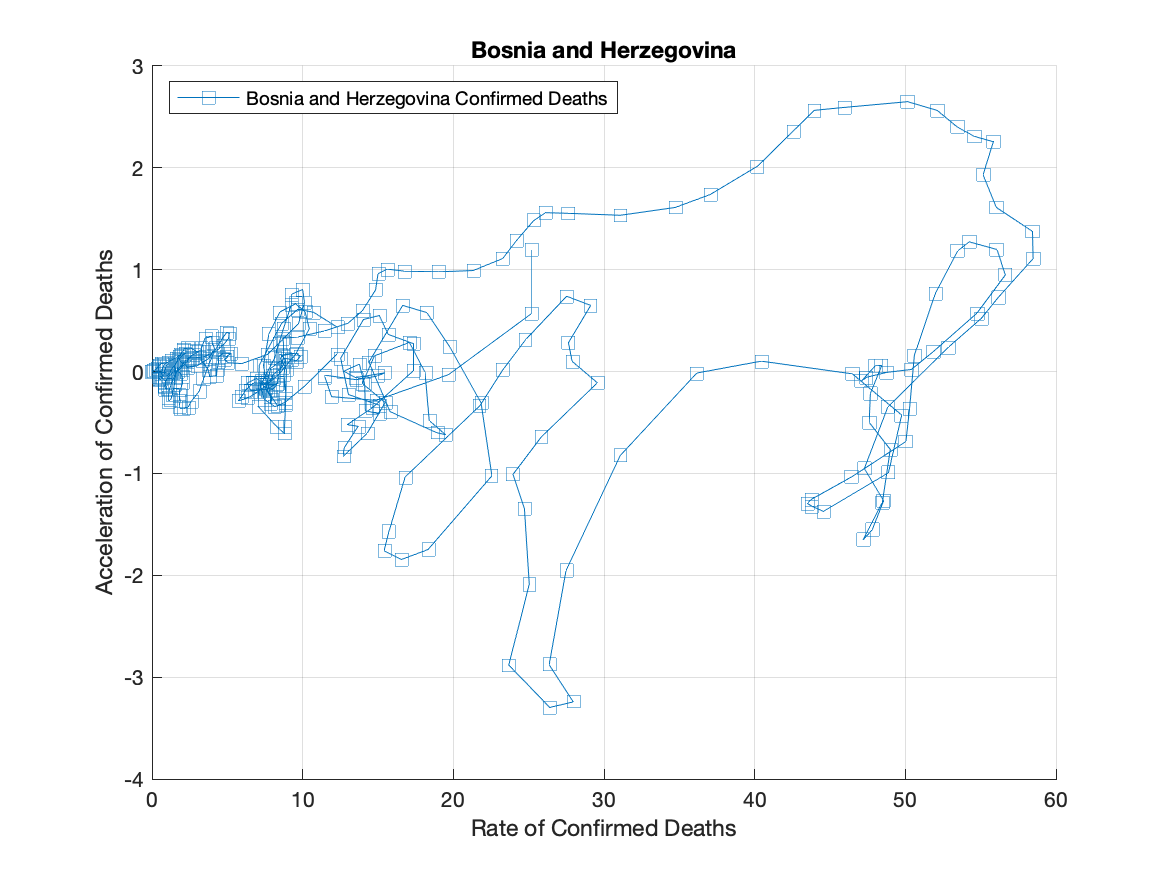 Bosnia and Herzegovina
3
Bosnia and Herzegovina Confirmed Deaths
2
1
0
-1
-2
-3
-4
Acceleration of Confirmed Deaths
0 10 20 30 40 50 60
Rate of Confirmed Deaths